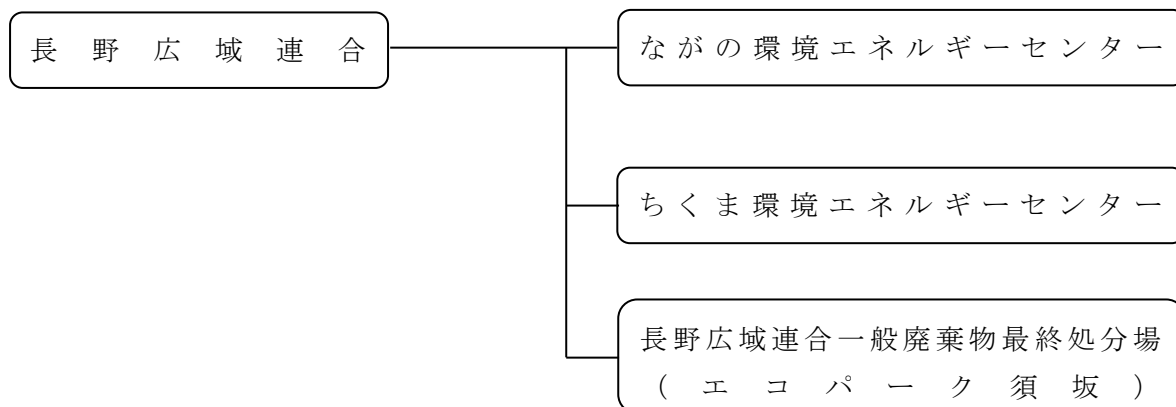 長野広域連合
ながの環境エネルギーセンター
ちくま環境エネルギーセンター
長野広域連合一般廃棄物最終処分場
（エコパーク須坂）